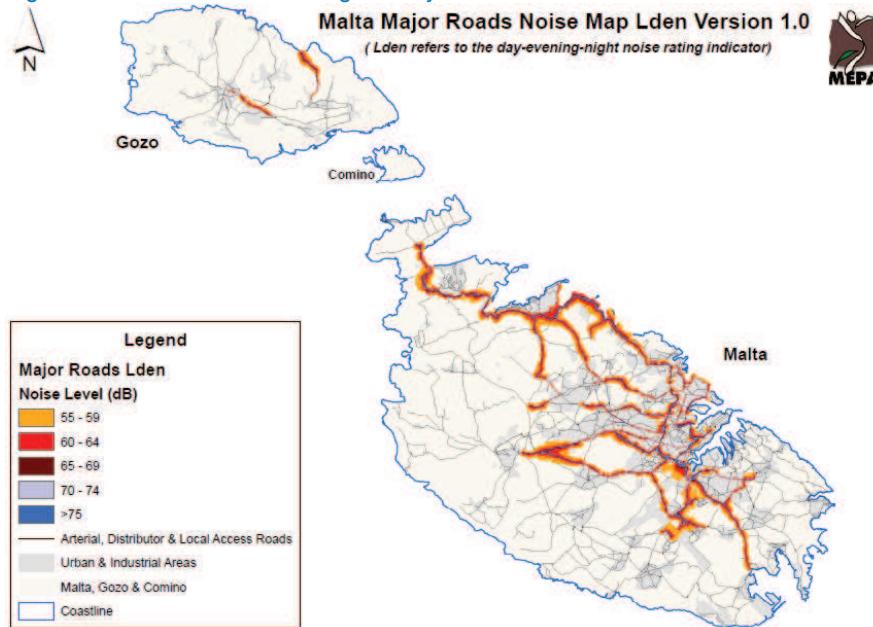 Malta Major Roads Noise Map Lden Version 1.0
( Lden refers to the day-evening-night noise rating indicator)
N
MEPA
Gozo
Comino
Malta
Legend
Major Roads Lden
Noise Level (dB)
55 - 59
60 - 64
65 - 69
70 - 74
>75
Arterial, Distributor & Local Access Roads
Urban & Industrial Areas
Malta, Gozo & Comino
Coastline